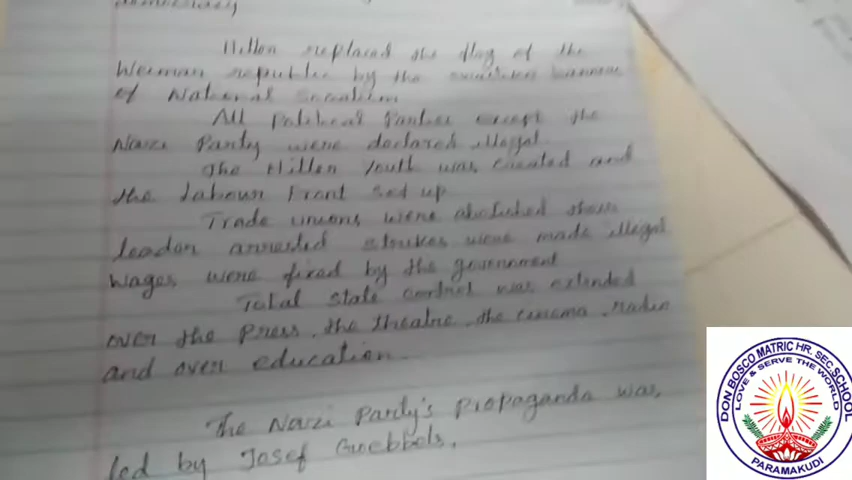 democracy
Hitler replaced the flag of the
Weimar republic by the swastika banner
of National Socialism
All Political Parties except the
Nazi Party were declared illegal
The Hitler Youth was created and
the Labour Front set up
Trade unions were abolished their
leader arrested strukes were made illegal
wages were fixed by the government
Total state control was extended
over the press. the theatre. the cinema. radio
and over education.
The Nazi Party's Propaganda was.
led by Josef Goebbels.
DON BOSCO MATRIC HR. SEC. SCHOOL
LOVE & SERVE THE WORLD
PARAMAKUDI